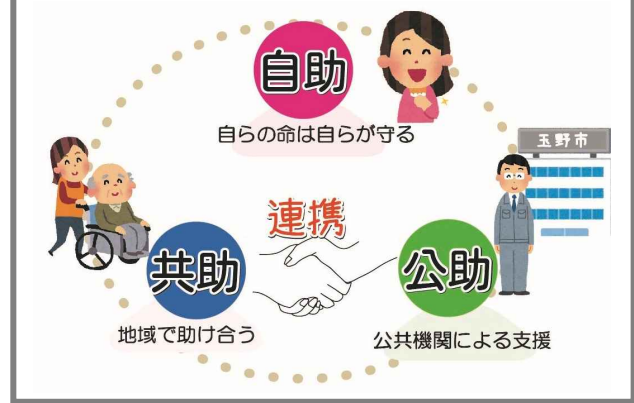 自助
自らの命は自らが守る
玉野市
連携
共助
公助
地域で助け合う
公共機関による支援